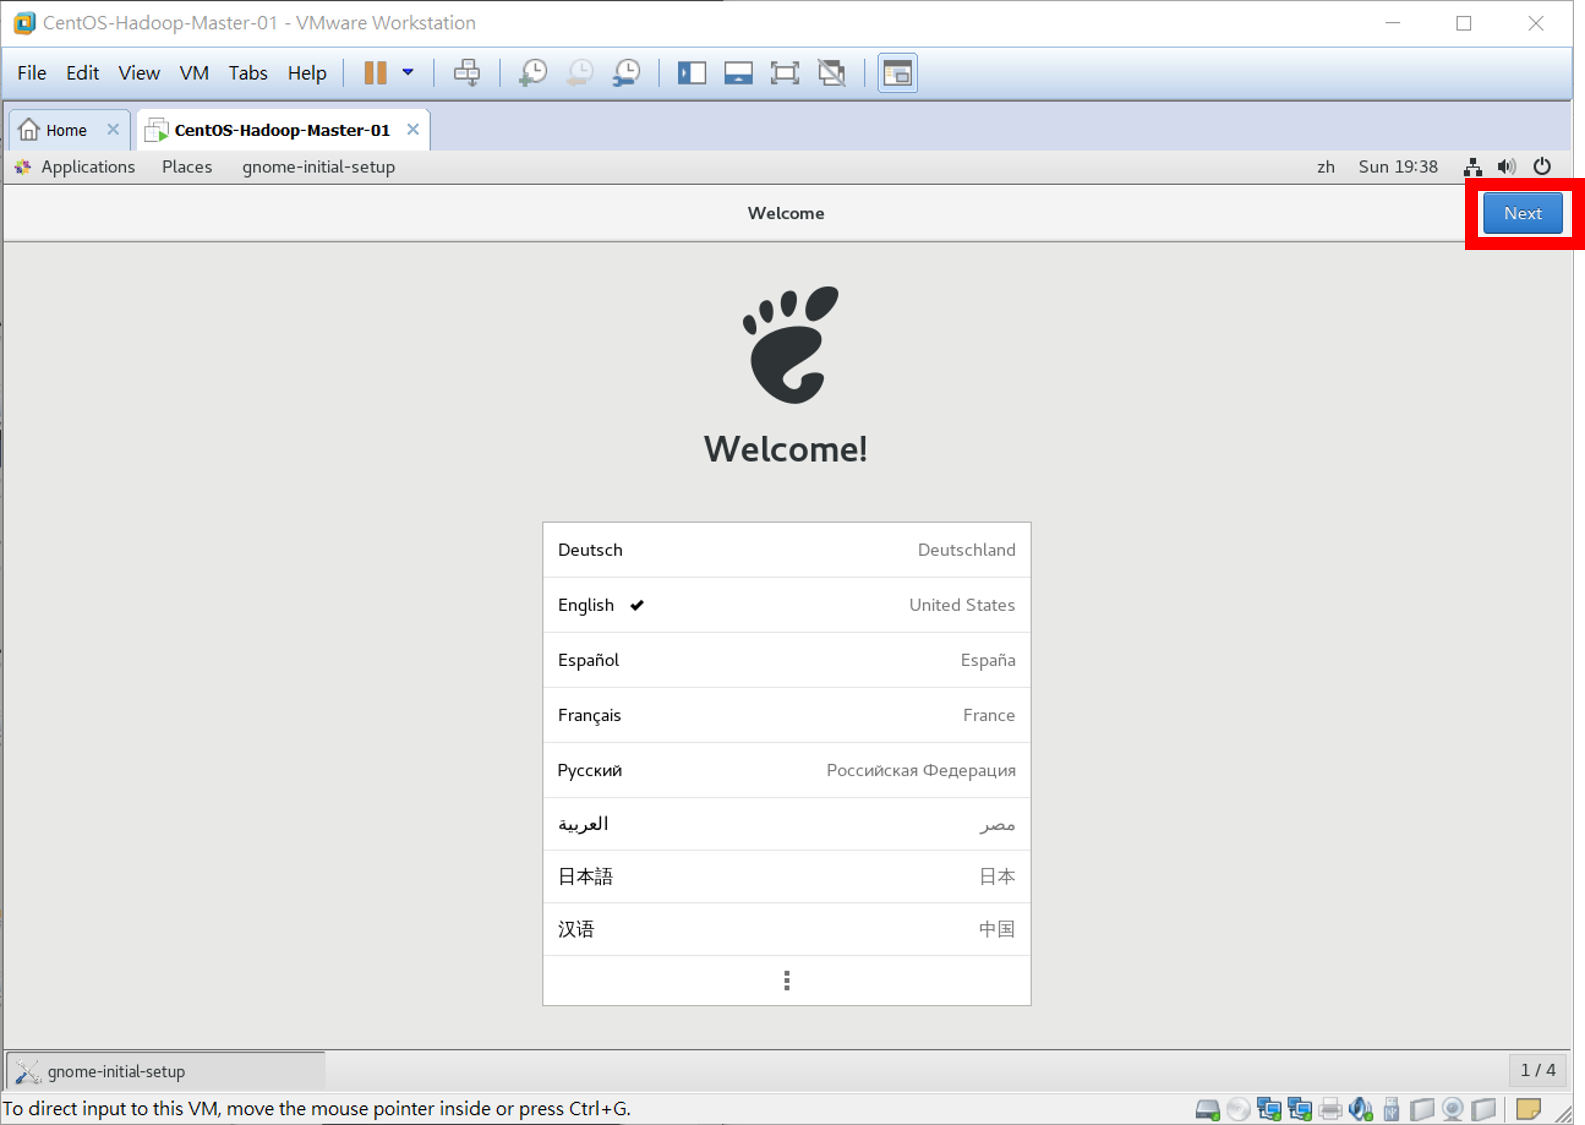 CentOS-Hadoop-Master-01 - VMware Workstation
File Edit View VM Tabs Help
Home CentOS-Hadoop-Master-01
Applications Places gnome-initial-setup zh Sun 19:38
Welcome Next
Welcome!
Deutsch Deutschland
English United States
Español España
Français France
Русский Российская Федерация
العربية مصر
日本語 日本
汉语 中国
gnome-initial-setup 1 / 4
To direct input to this VM, move the mouse pointer inside or press Ctrl+G.